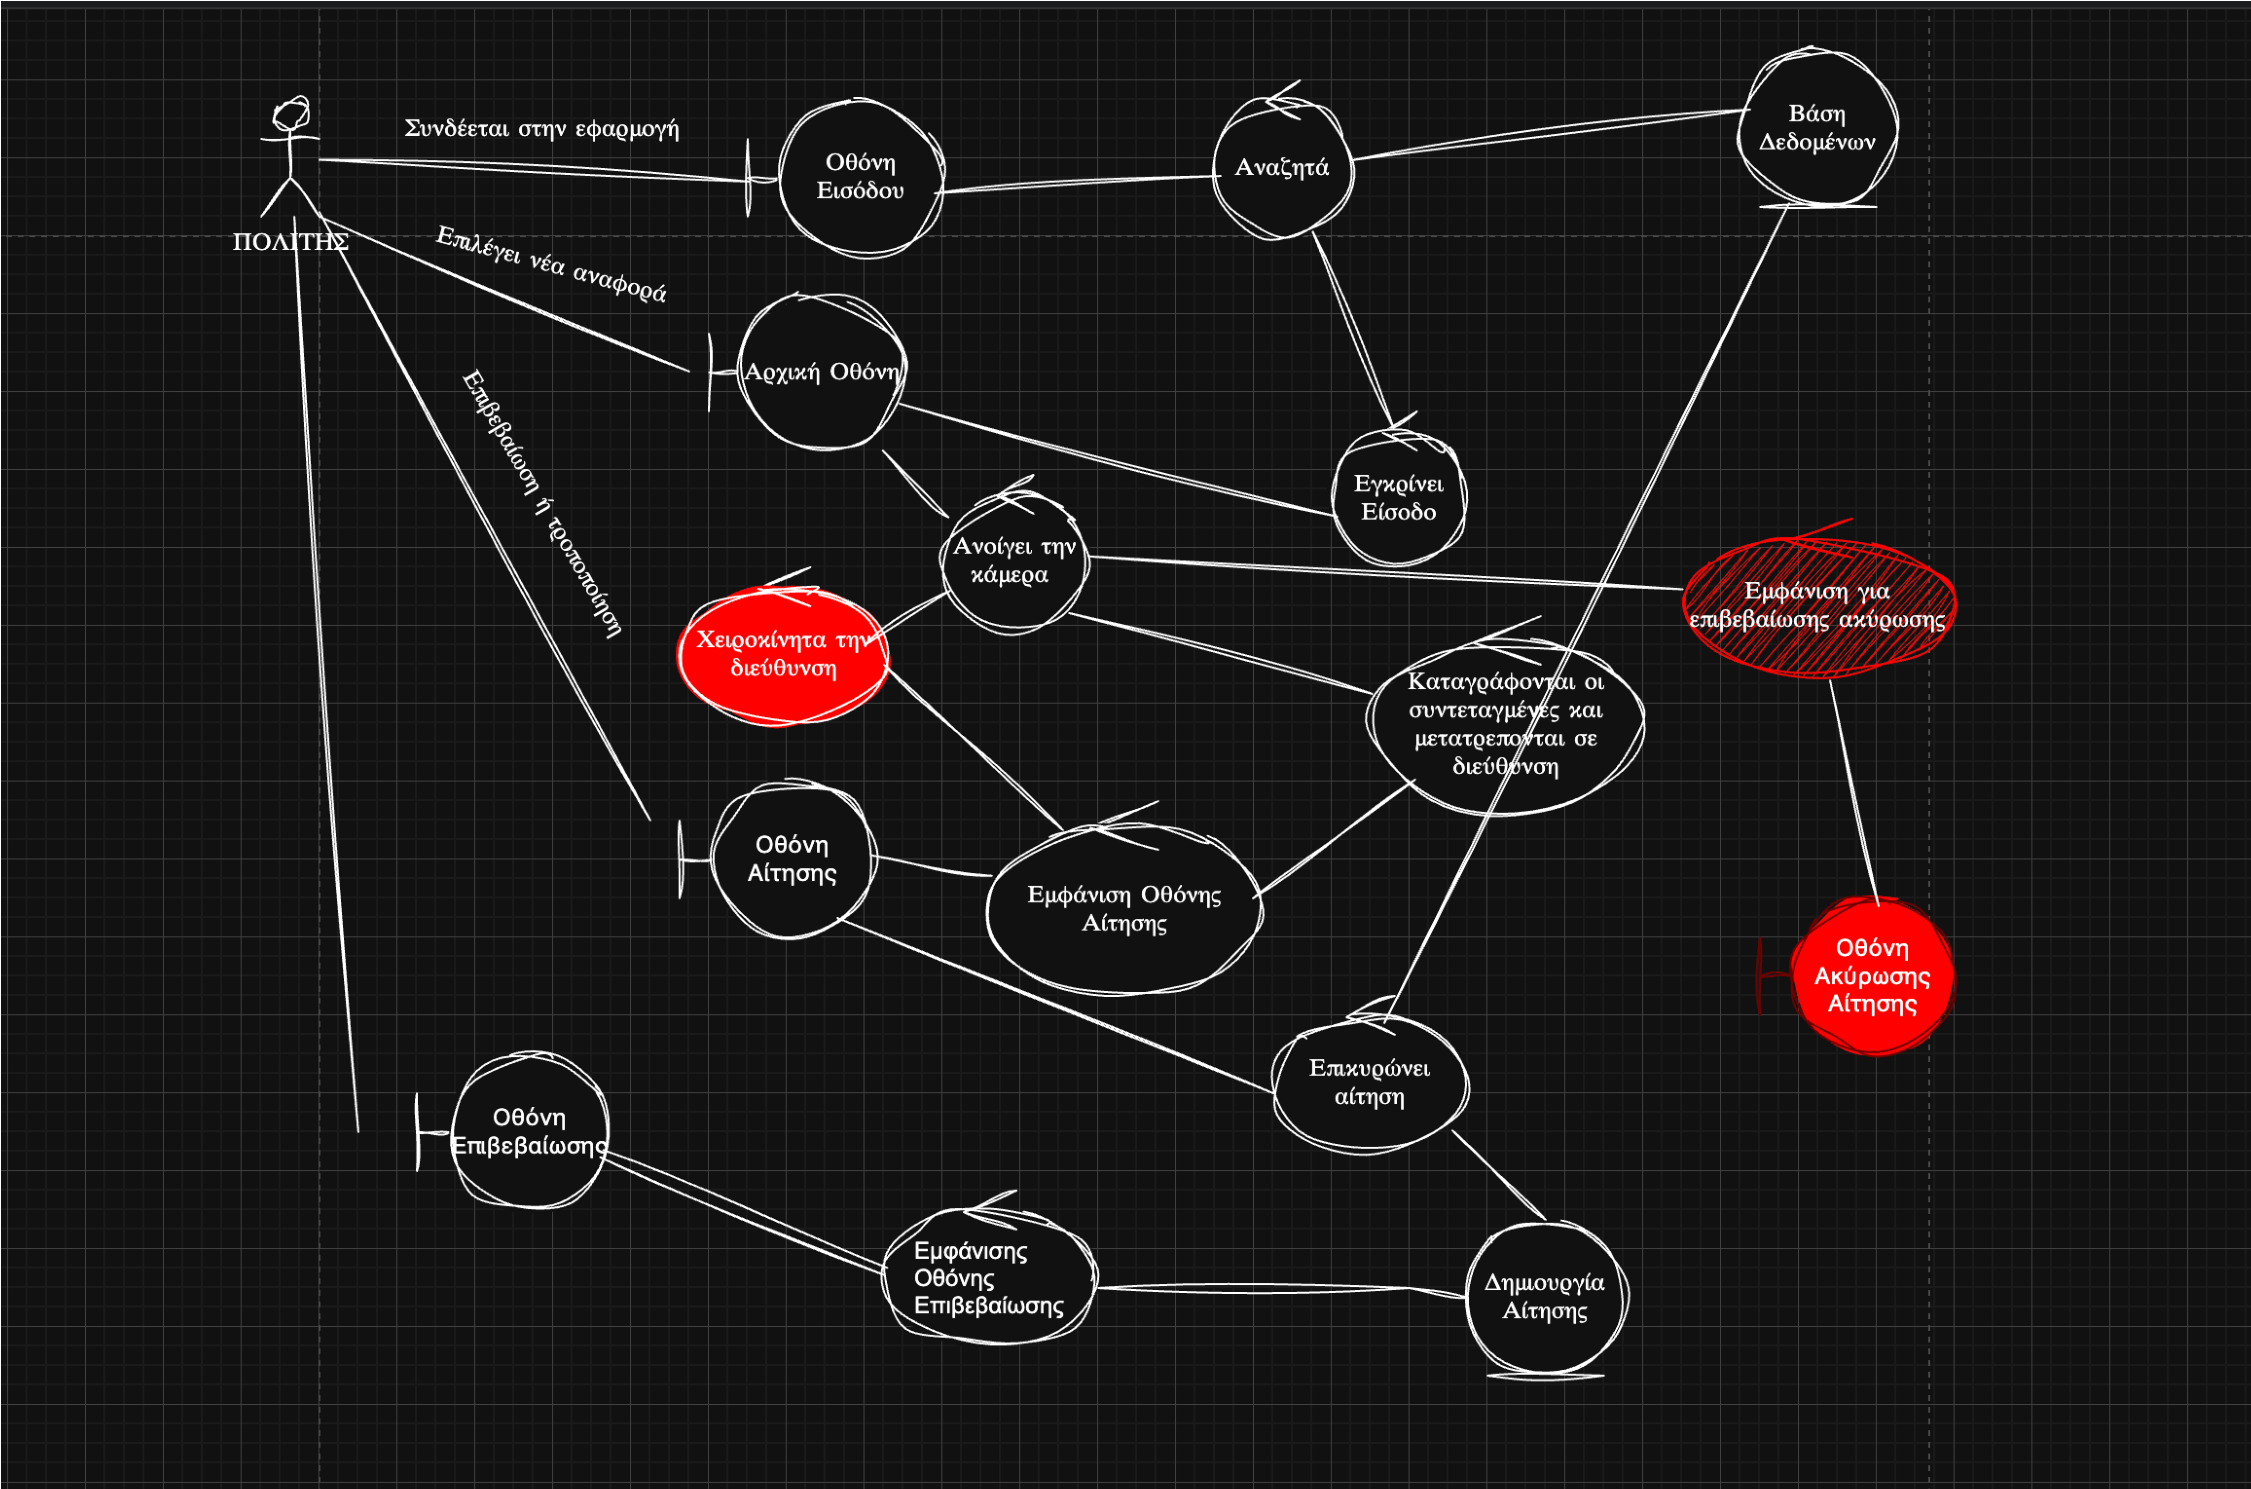 Συνδέεται στην εφαρμογή
ΠΟΛΙΤΗΣ
Οθόνη
Εισόδου
Αναζητά
Βάση
Δεδομένων
Επιλέγει νέα αναφορά
Αρχική Οθόνη
Επιβεβαίωση ή τροποποίηση
Εγκρίνει
Είσοδο
Ανοίγει την
κάμερα
Χειροκίνητα την
διεύθυνση
Εμφάνιση για
επιβεβαίωσης ακύρωσης
Καταγράφονται οι
συντεταγμένες και
μετατρεπονται σε
διεύθυνση
Οθόνη
Αίτησης
Εμφάνιση Οθόνης
Αίτησης
Οθόνη
Ακύρωσης
Αίτησης
Επικυρώνει
αίτηση
Οθόνη
Επιβεβαίωσης
Εμφάνισης
Οθόνης
Επιβεβαίωσης
Δημιουργία
Αίτησης